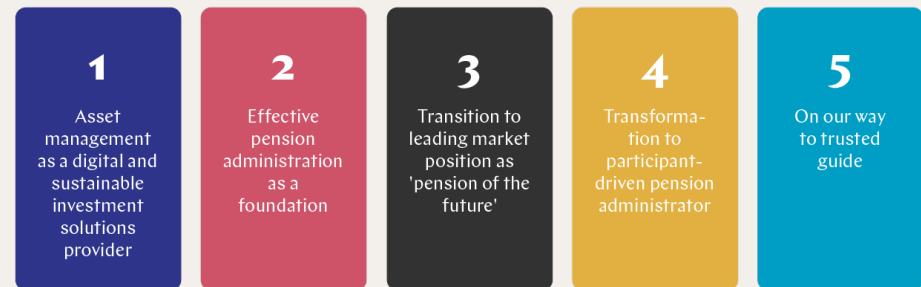 1
Asset
management
as a digital and
sustainable
investment
solutions
provider
2
Effective
pension
administration
as a
foundation
3
Transition to
leading market
position as
'pension of the
future'
4
Transforma-
tion to
participant-
driven pension
administrator
5
On our way
to trusted
guide